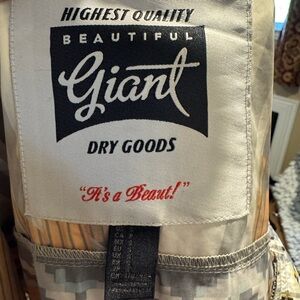 HIGHEST QUALITY
BEAUTIFUL
Giant
DRY GOODS
"It's a Beaut!"